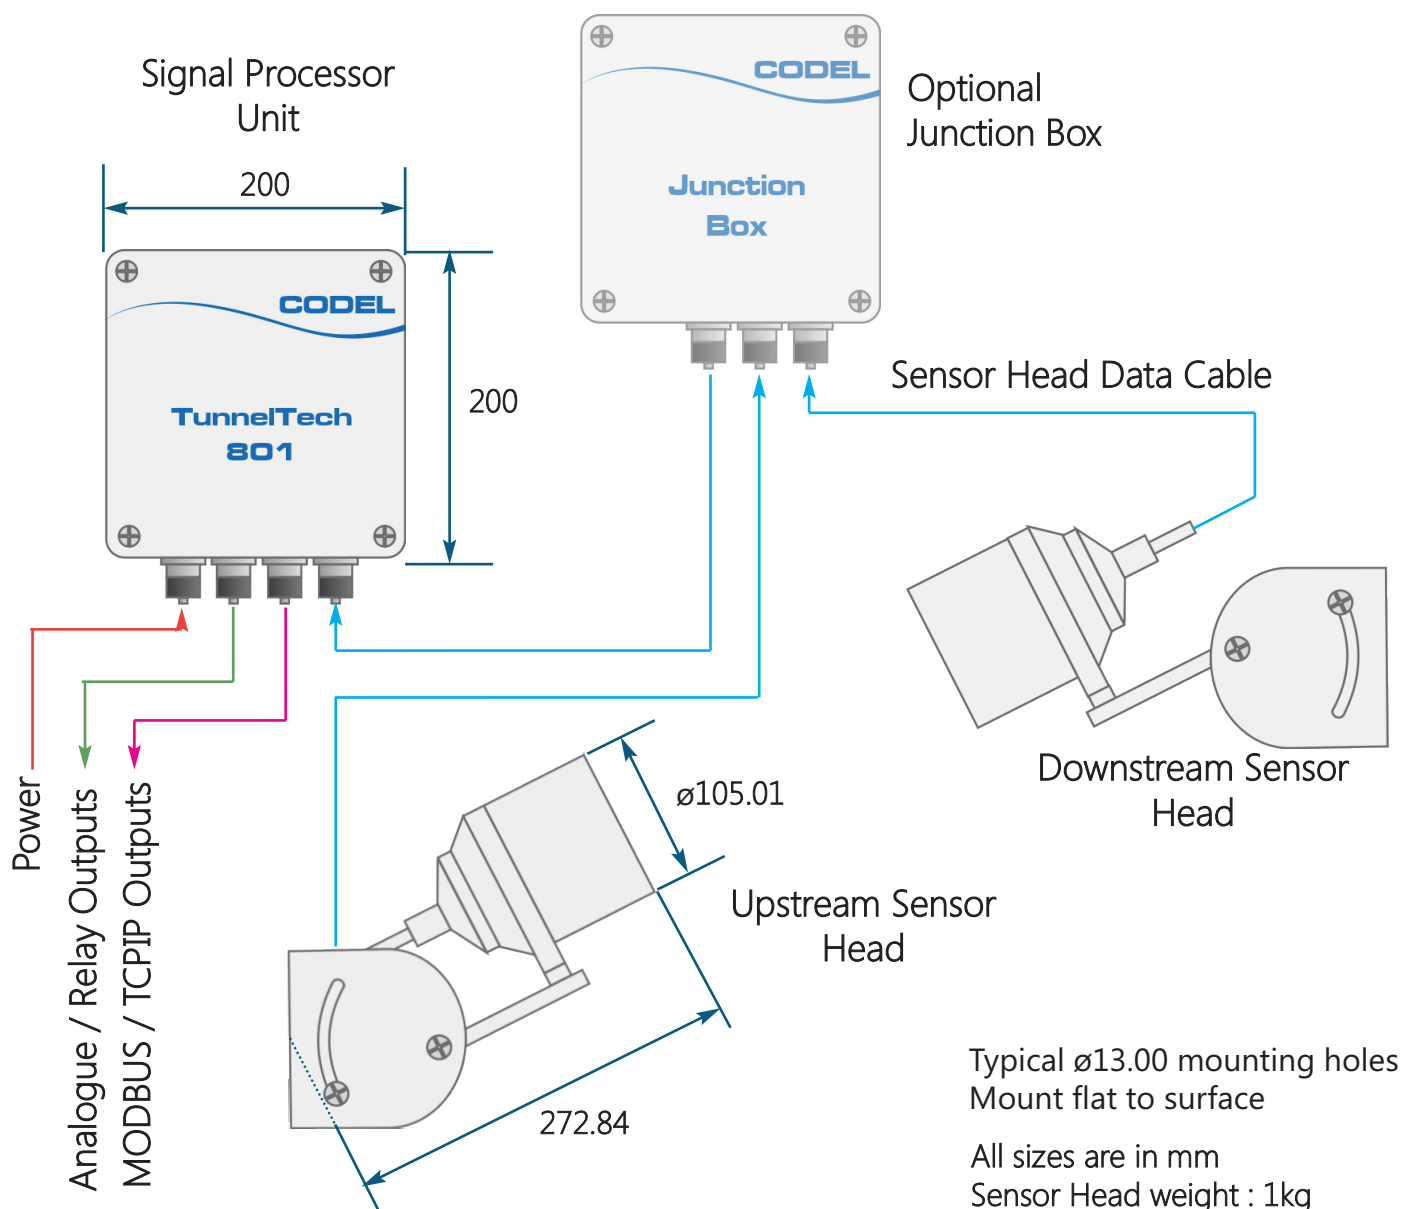 Signal Processor
Unit
200
CODEL
TunnelTech
801
200
CODEL
Junction
Box
Optional
Junction Box
Sensor Head Data Cable
Downstream Sensor
Head
ø105.01
Upstream Sensor
Head
272.84
Power
Analogue / Relay Outputs
MODBUS / TCPIP Outputs
Typical ø13.00 mounting holes
Mount flat to surface
All sizes are in mm
Sensor Head weight : 1kg